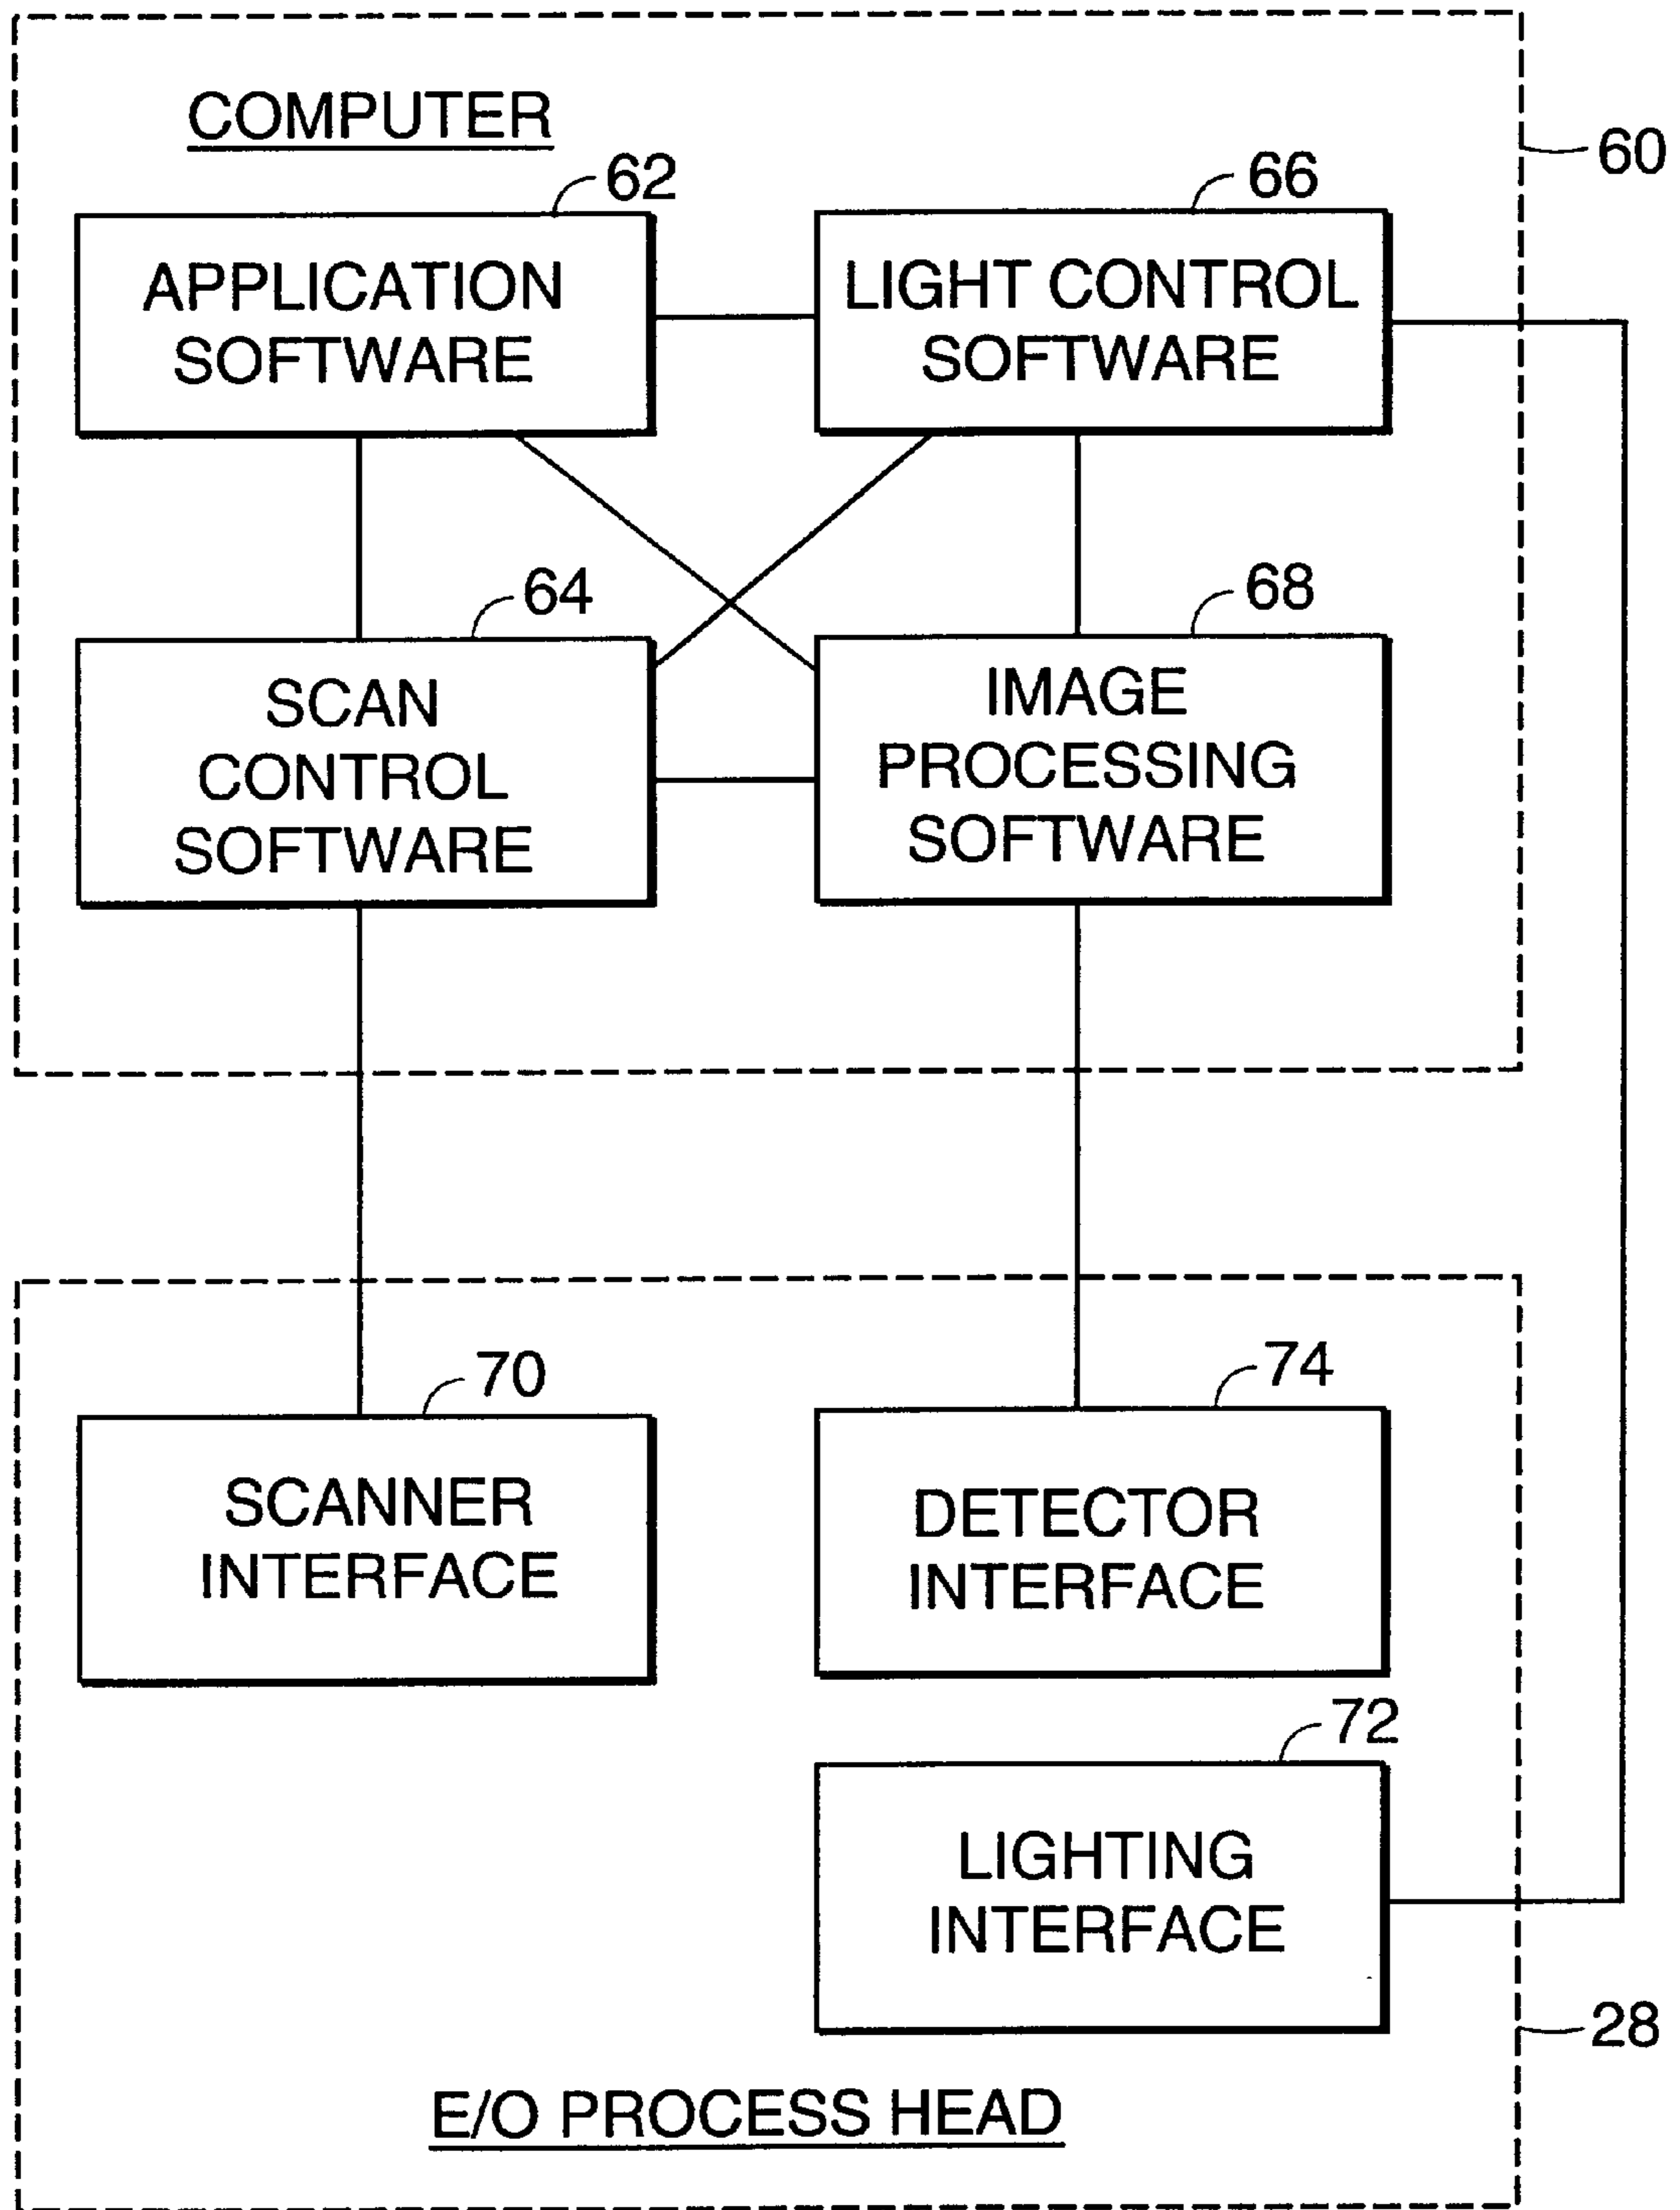 COMPUTER
60
62
66
APPLICATION
SOFTWARE
LIGHT CONTROL
SOFTWARE
64
68
SCAN
CONTROL
SOFTWARE
IMAGE
PROCESSING
SOFTWARE
70
74
SCANNER
INTERFACE
DETECTOR
INTERFACE
72
LIGHTING
INTERFACE
28
E/O PROCESS HEAD